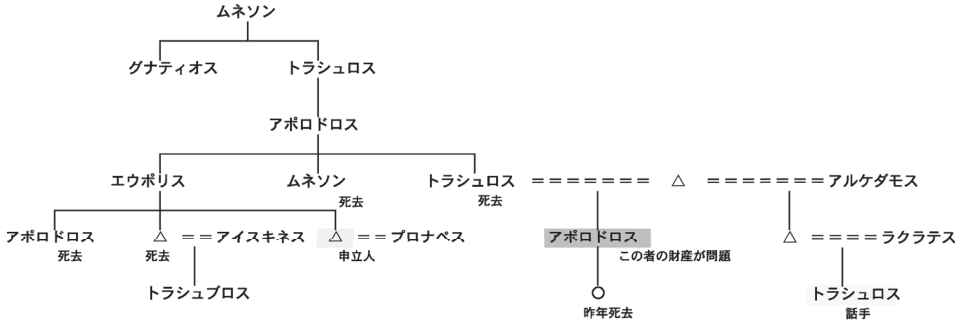 ムネソン
グナティオス トラシュロス
アポロドロス
エウポリス ムネソン トラシュロス ＝＝＝＝＝＝＝ △ ＝＝＝＝＝＝＝ アルケダモス
死去 死去
アポロドロス △ ＝＝ アイスキネス △ ＝＝ プロナペス アポロドロス △ ＝＝＝＝ ラクラテス
死去 死去 申立人 この者の財産が問題
トラシュブロス ○ トラシュロス
昨年死去 話手